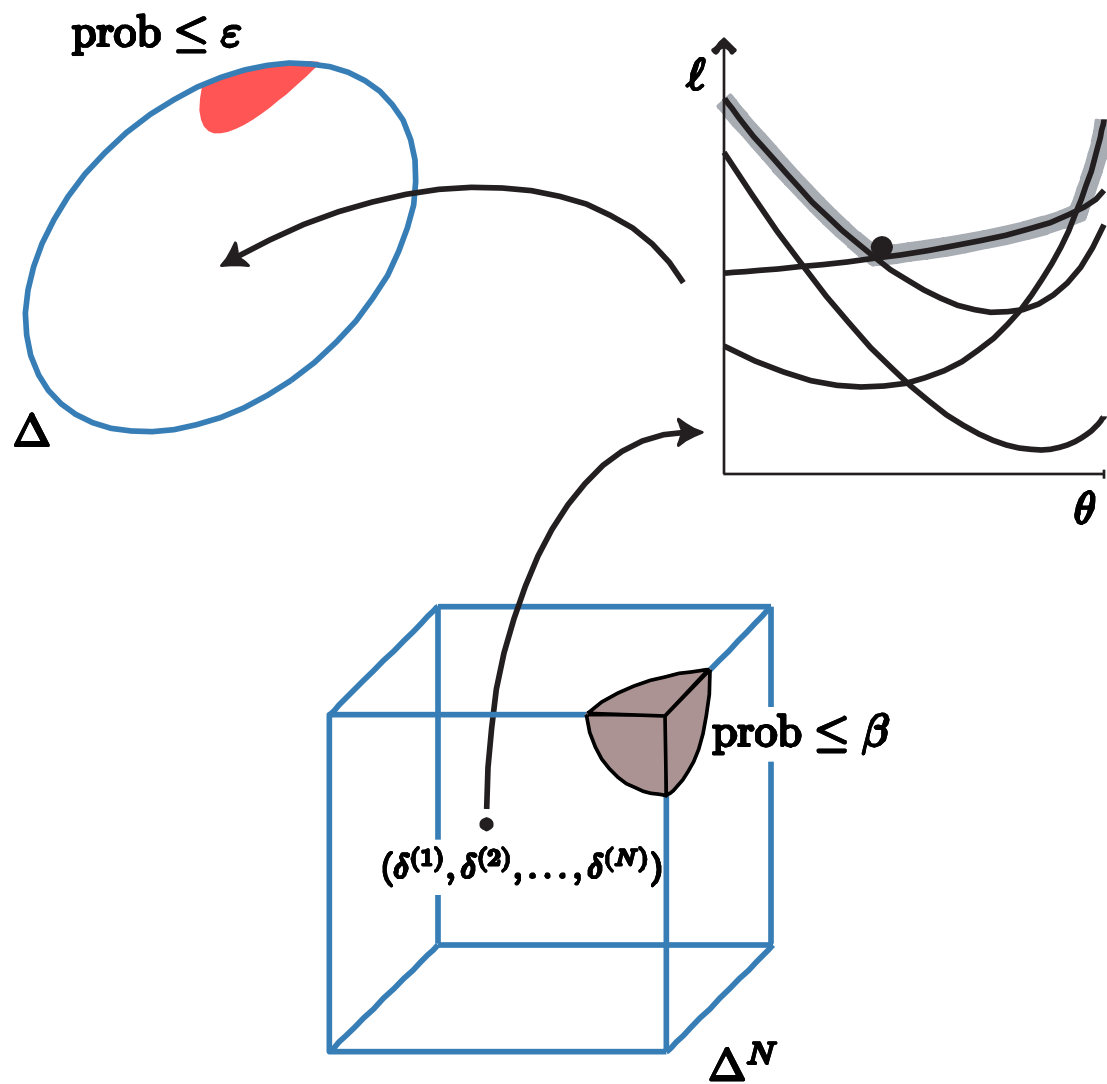 prob ≤ ε
ℓ
Δ
θ
prob ≤ β
(δ⁽¹⁾, δ⁽²⁾, …, δ⁽ᴺ⁾)
Δᴺ